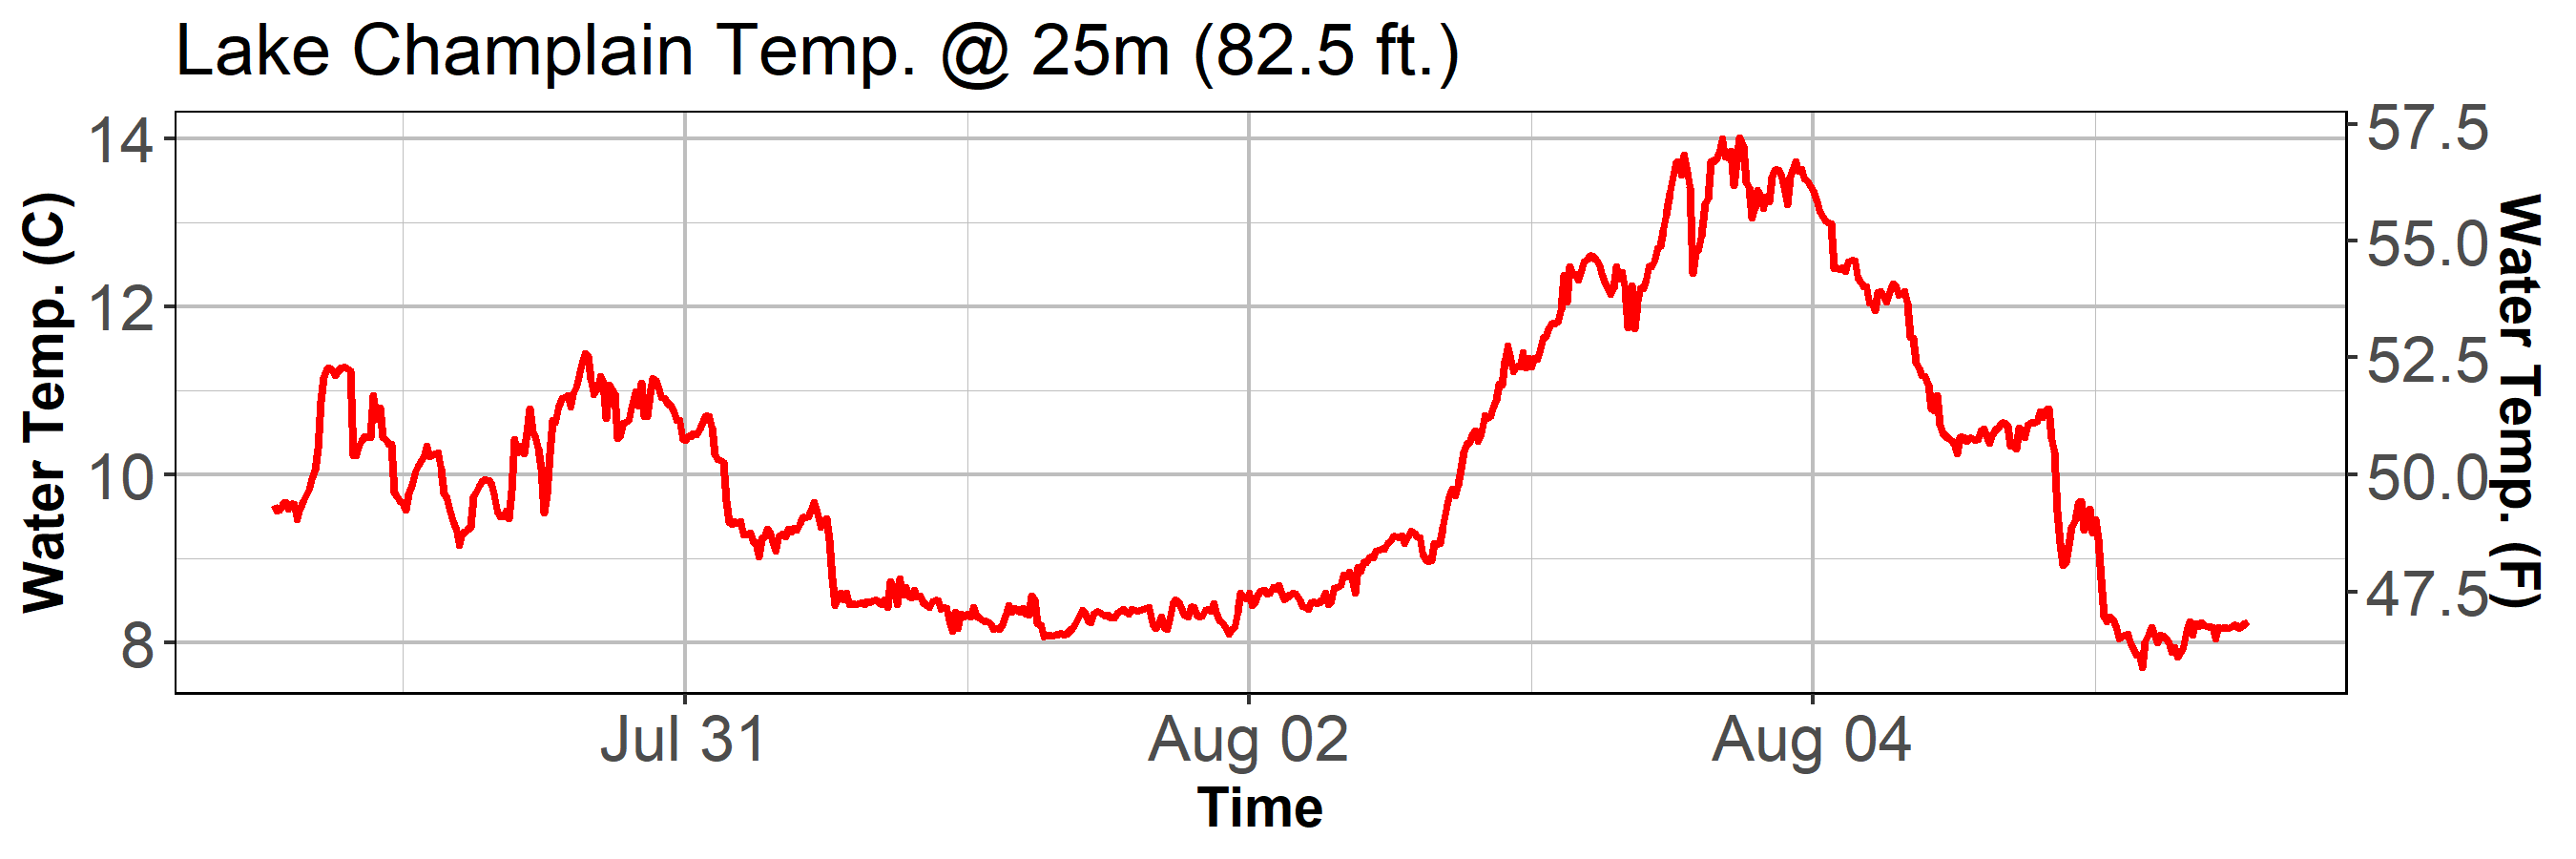 Lake Champlain Temp. @ 25m (82.5 ft.)
Water Temp. (C)
14
12
10
8
57.5
55.0
52.5
50.0
47.5
Water Temp. (F)
Jul 31
Aug 02
Aug 04
Time